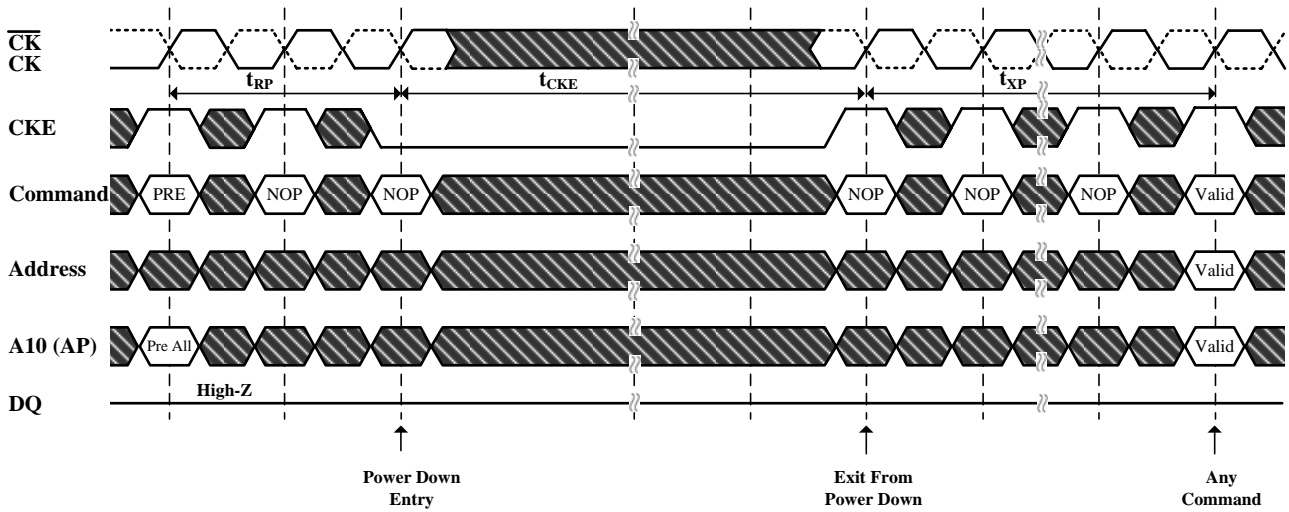 CK
CK
tRP
tCKE
tXP
CKE
Command
PRE
NOP
NOP
NOP
NOP
NOP
Valid
Address
Valid
A10 (AP)
Pre All
Valid
High-Z
DQ
Power Down
Entry
Exit From
Power Down
Any
Command